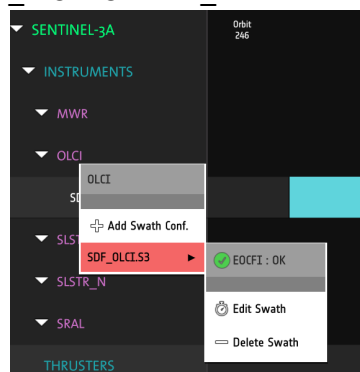 SENTINEL-3A
Orbit
246
INSTRUMENTS
MWR
OLCI
OLCI
Add Swath Conf.
SDF_OLCI.S3
EOCFI : OK
Edit Swath
Delete Swath
SLSTR_N
SRAL
THRUSTERS